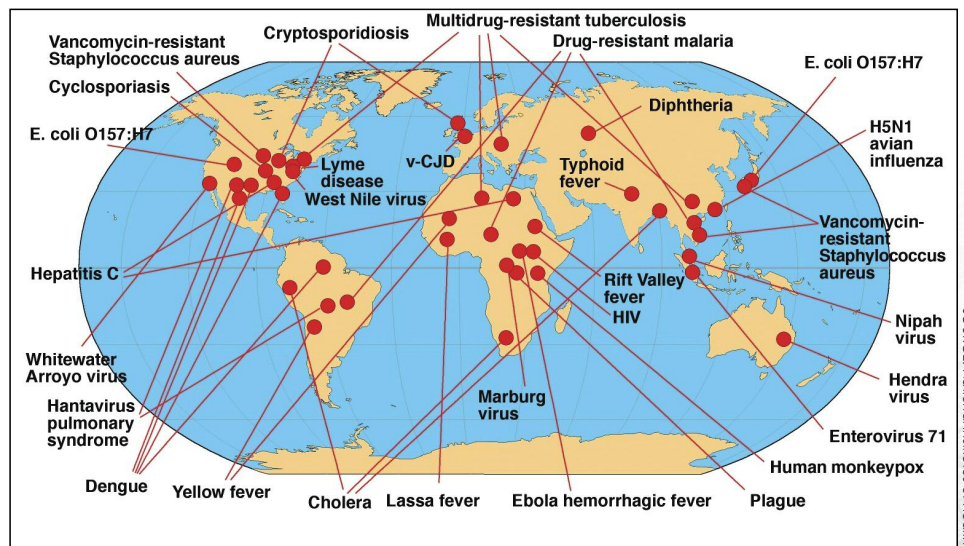 Multidrug-resistant tuberculosis
Cryptosporidiosis
Drug-resistant malaria
Vancomycin-resistant
Staphylococcus aureus
E. coli O157:H7
Cyclosporiasis
Diphtheria
E. coli O157:H7
H5N1
avian
influenza
v-CJD
Typhoid
fever
Lyme
disease
West Nile virus
Vancomycin-
resistant
Staphylococcus
aureus
Hepatitis C
Rift Valley
fever
HIV
Nipah
virus
Whitewater
Arroyo virus
Hendra
virus
Marburg
virus
Hantavirus
pulmonary
syndrome
Enterovirus 71
Human monkeypox
Dengue
Yellow fever
Cholera
Lassa fever
Ebola hemorrhagic fever
Plague